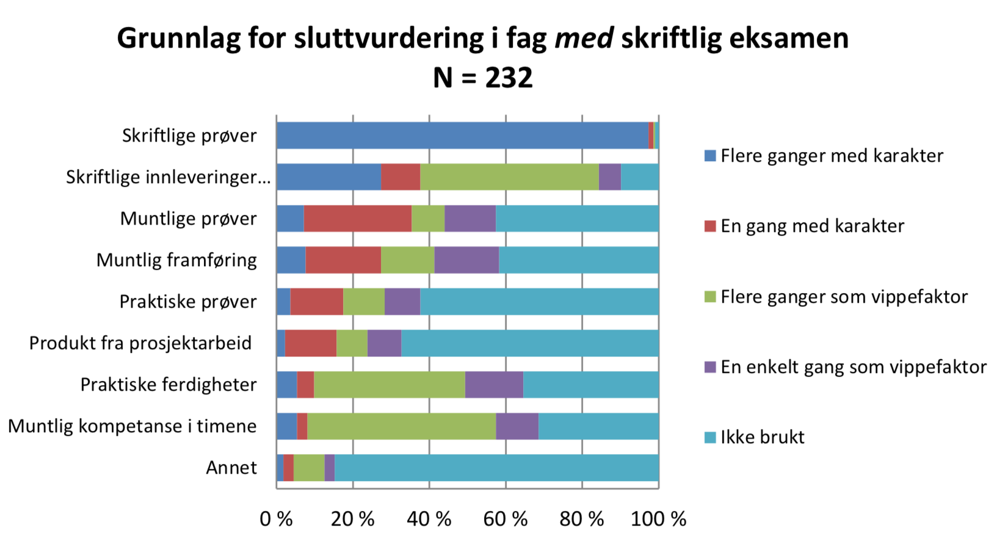 Grunnlag for sluttvurdering i fag med skriftlig eksamen
N = 232
Skriftlige prøver
Skriftlige innleveringer...
Muntlige prøver
Muntlig framføring
Praktiske prøver
Produkt fra prosjektarbeid
Praktiske ferdigheter
Muntlig kompetanse i timene
Annet
0 % 20 % 40 % 60 % 80 % 100 %
Flere ganger med karakter
En gang med karakter
Flere ganger som vippefaktor
En enkelt gang som vippefaktor
Ikke brukt